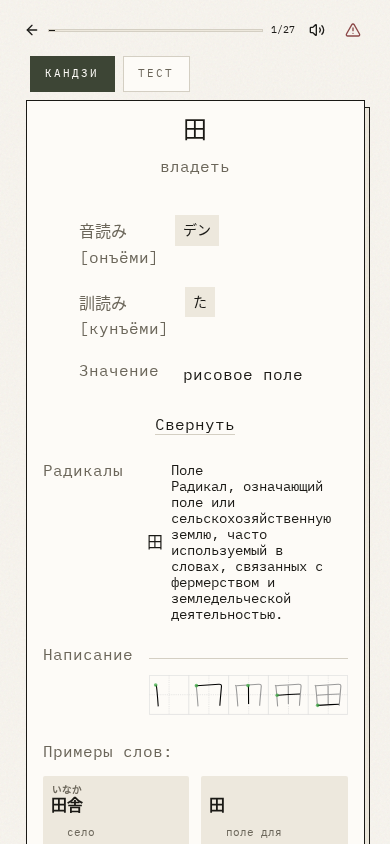 1/27
КАНДЗИ
ТЕСТ
田
владеть
音読み
[онъёми]
デン
訓読み
[кунъёми]
た
Значение
рисовое поле
Свернуть
Радикалы
田
Поле
Радикал, означающий
поле или
сельскохозяйственную
землю, часто
используемый в
словах, связанных с
фермерством и
земледельческой
деятельностью.
Написание
Примеры слов:
いなか
田舎
село
田
поле для